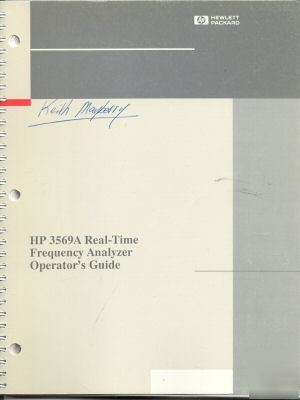 HEWLETT
PACKARD
Keith Mayberry
HP 3569A Real-Time
Frequency Analyzer
Operator's Guide